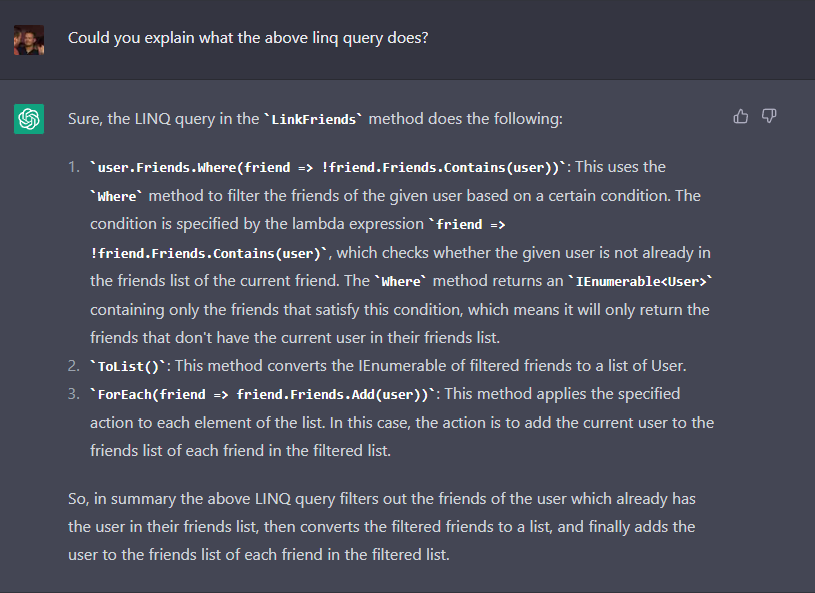 Could you explain what the above linq query does?
Sure, the LINQ query in the `LinkFriends` method does the following:
1. `user.Friends.Where(friend => !friend.Friends.Contains(user))`: This uses the
`Where` method to filter the friends of the given user based on a certain condition. The
condition is specified by the lambda expression `friend =>
!friend.Friends.Contains(user)`, which checks whether the given user is not already in
the friends list of the current friend. The `Where` method returns an `IEnumerable<User>`
containing only the friends that satisfy this condition, which means it will only return the
friends that don't have the current user in their friends list.
2. `ToList()`: This method converts the IEnumerable of filtered friends to a list of User.
3. `ForEach(friend => friend.Friends.Add(user))`: This method applies the specified
action to each element of the list. In this case, the action is to add the current user to the
friends list of each friend in the filtered list.
So, in summary the above LINQ query filters out the friends of the user which already has
the user in their friends list, then converts the filtered friends to a list, and finally adds the
user to the friends list of each friend in the filtered list.